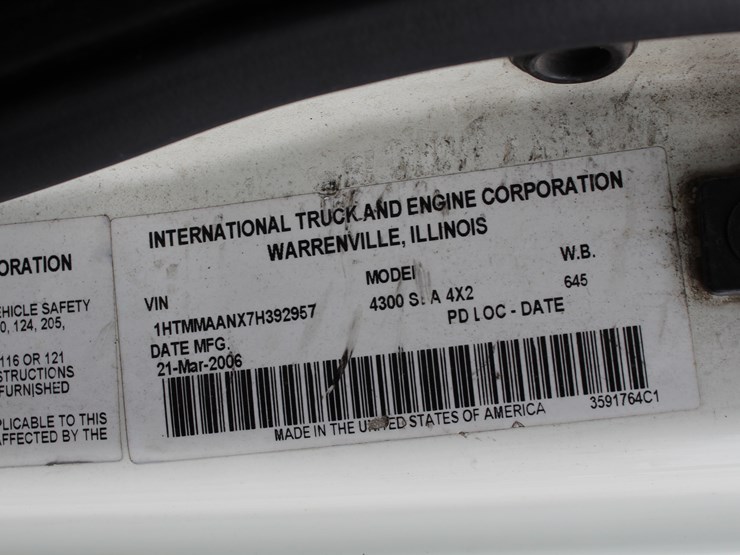 ORATION
EHICLE SAFETY
0, 124, 205,
116 OR 121
STRUCTIONS
FURNISHED
PLICABLE TO THIS
AFFECTED BY THE
INTERNATIONAL TRUCK AND ENGINE CORPORATION
WARRENVILLE, ILLINOIS
VIN MODEL W.B.
1HTMMAANX7H392957 4300 S.A 4X2 645
DATE MFG. PD LOC - DATE
21-Mar-2006
MADE IN THE UNITED STATES OF AMERICA 3591764C1